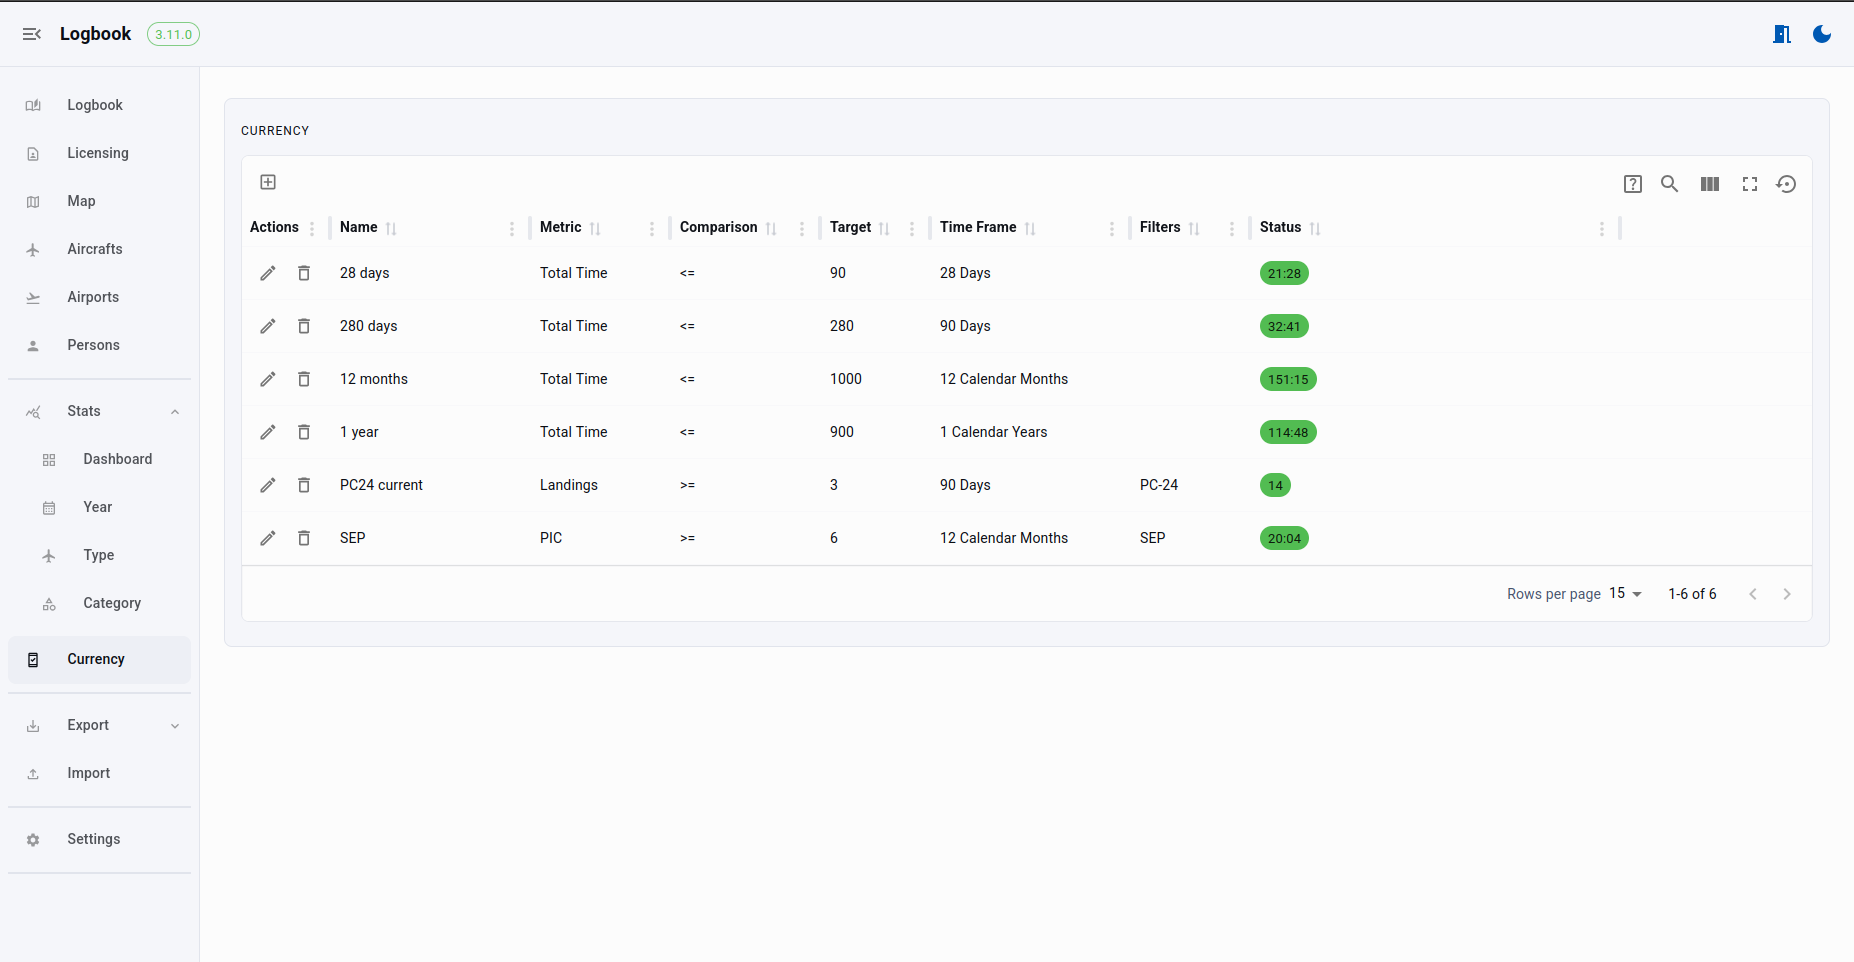 Logbook 3.11.0
Logbook
Licensing
Map
Aircrafts
Airports
Persons
Stats
Dashboard
Year
Type
Category
Currency
Export
Import
Settings
CURRENCY
Actions Name Metric Comparison Target Time Frame Filters Status
28 days Total Time <= 90 28 Days 21:28
280 days Total Time <= 280 90 Days 32:41
12 months Total Time <= 1000 12 Calendar Months 151:15
1 year Total Time <= 900 1 Calendar Years 114:48
PC24 current Landings >= 3 90 Days PC-24 14
SEP PIC >= 6 12 Calendar Months SEP 20:04
Rows per page 15 1-6 of 6